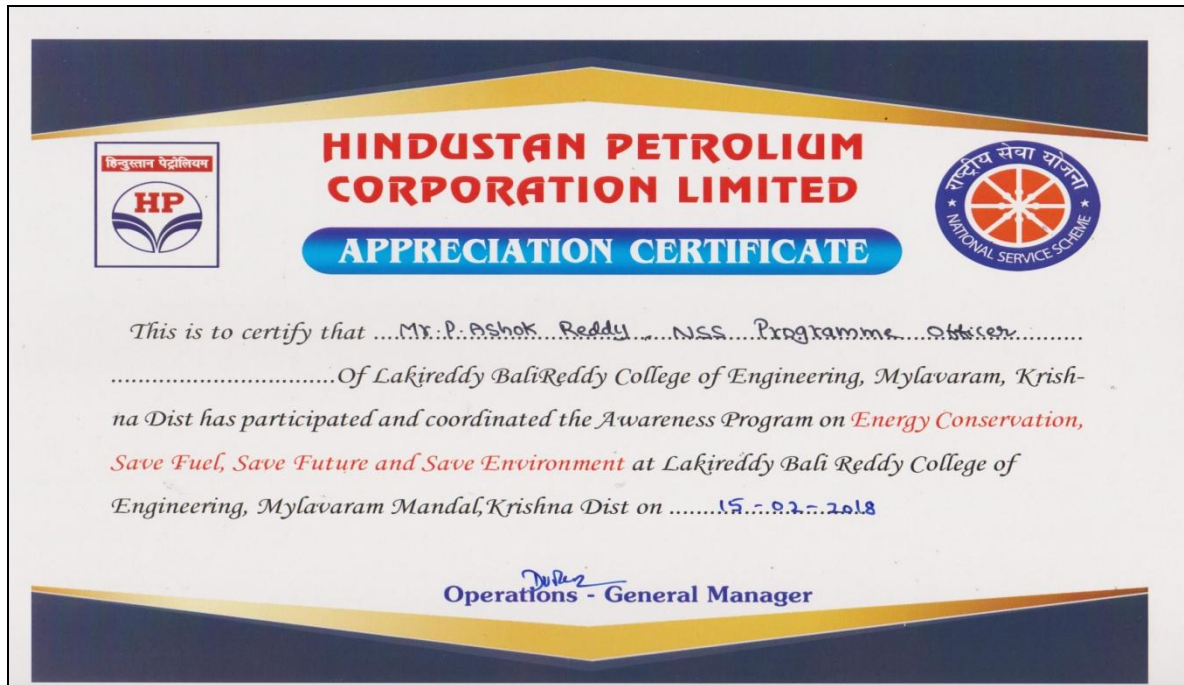 हिन्दुस्तान पेट्रोलियम
HP
HINDUSTAN PETROLIUM
CORPORATION LIMITED
राष्ट्रीय सेवा योजना
NATIONAL SERVICE SCHEME
APPRECIATION CERTIFICATE
This is to certify that ....Mr.P.Ashok Reddy, NSS Programme Officer............
.................................Of Lakireddy BaliReddy College of Engineering, Mylavaram, Krish-
na Dist has participated and coordinated the Awareness Program on Energy Conservation,
Save Fuel, Save Future and Save Environment at Lakireddy Bali Reddy College of
Engineering, Mylavaram Mandal,Krishna Dist on ........15-02-2018
Operations - General Manager